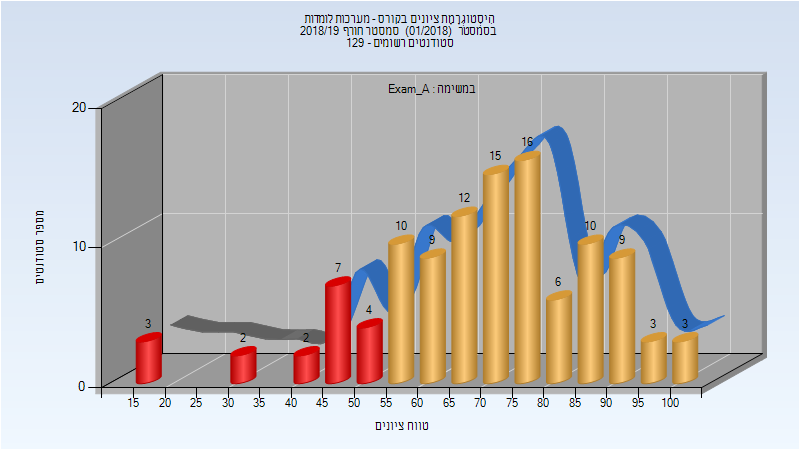 היסטוגרמת ציונים בקורס - מערכות לומדות
בסמסטר (01/2018) סמסטר חורף 2018/19
סטודנטים רשומים - 129
במשימה : Exam_A
מספר סטודנטים
20
10
0
3
2
2
7
4
10
9
12
15
16
6
10
9
3
3
15 20 25 30 35 40 45 50 55 60 65 70 75 80 85 90 95 100
טווח ציונים